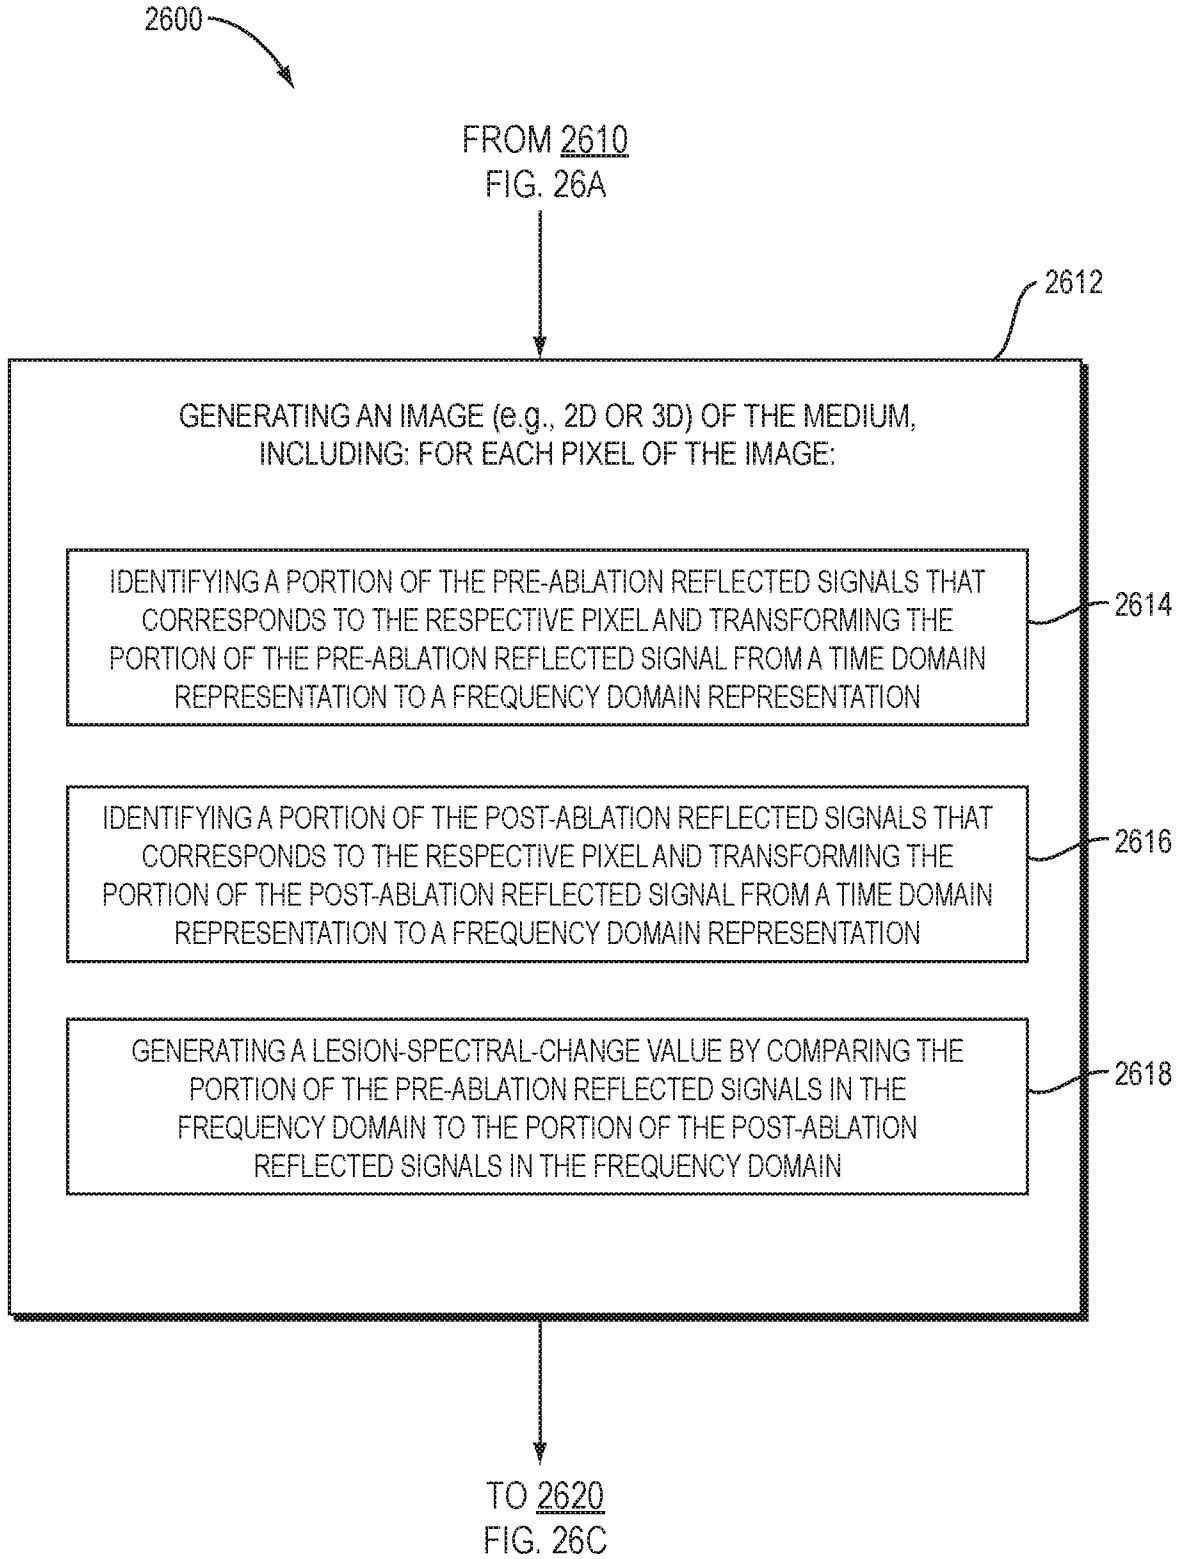 2600
FROM 2610
FIG. 26A
2612
GENERATING AN IMAGE (e.g., 2D OR 3D) OF THE MEDIUM,
INCLUDING: FOR EACH PIXEL OF THE IMAGE:
IDENTIFYING A PORTION OF THE PRE-ABLATION REFLECTED SIGNALS THAT
CORRESPONDS TO THE RESPECTIVE PIXEL AND TRANSFORMING THE
PORTION OF THE PRE-ABLATION REFLECTED SIGNAL FROM A TIME DOMAIN
REPRESENTATION TO A FREQUENCY DOMAIN REPRESENTATION
2614
IDENTIFYING A PORTION OF THE POST-ABLATION REFLECTED SIGNALS THAT
CORRESPONDS TO THE RESPECTIVE PIXEL AND TRANSFORMING THE
PORTION OF THE POST-ABLATION REFLECTED SIGNAL FROM A TIME DOMAIN
REPRESENTATION TO A FREQUENCY DOMAIN REPRESENTATION
2616
GENERATING A LESION-SPECTRAL-CHANGE VALUE BY COMPARING THE
PORTION OF THE PRE-ABLATION REFLECTED SIGNALS IN THE
FREQUENCY DOMAIN TO THE PORTION OF THE POST-ABLATION
REFLECTED SIGNALS IN THE FREQUENCY DOMAIN
2618
TO 2620
FIG. 26C